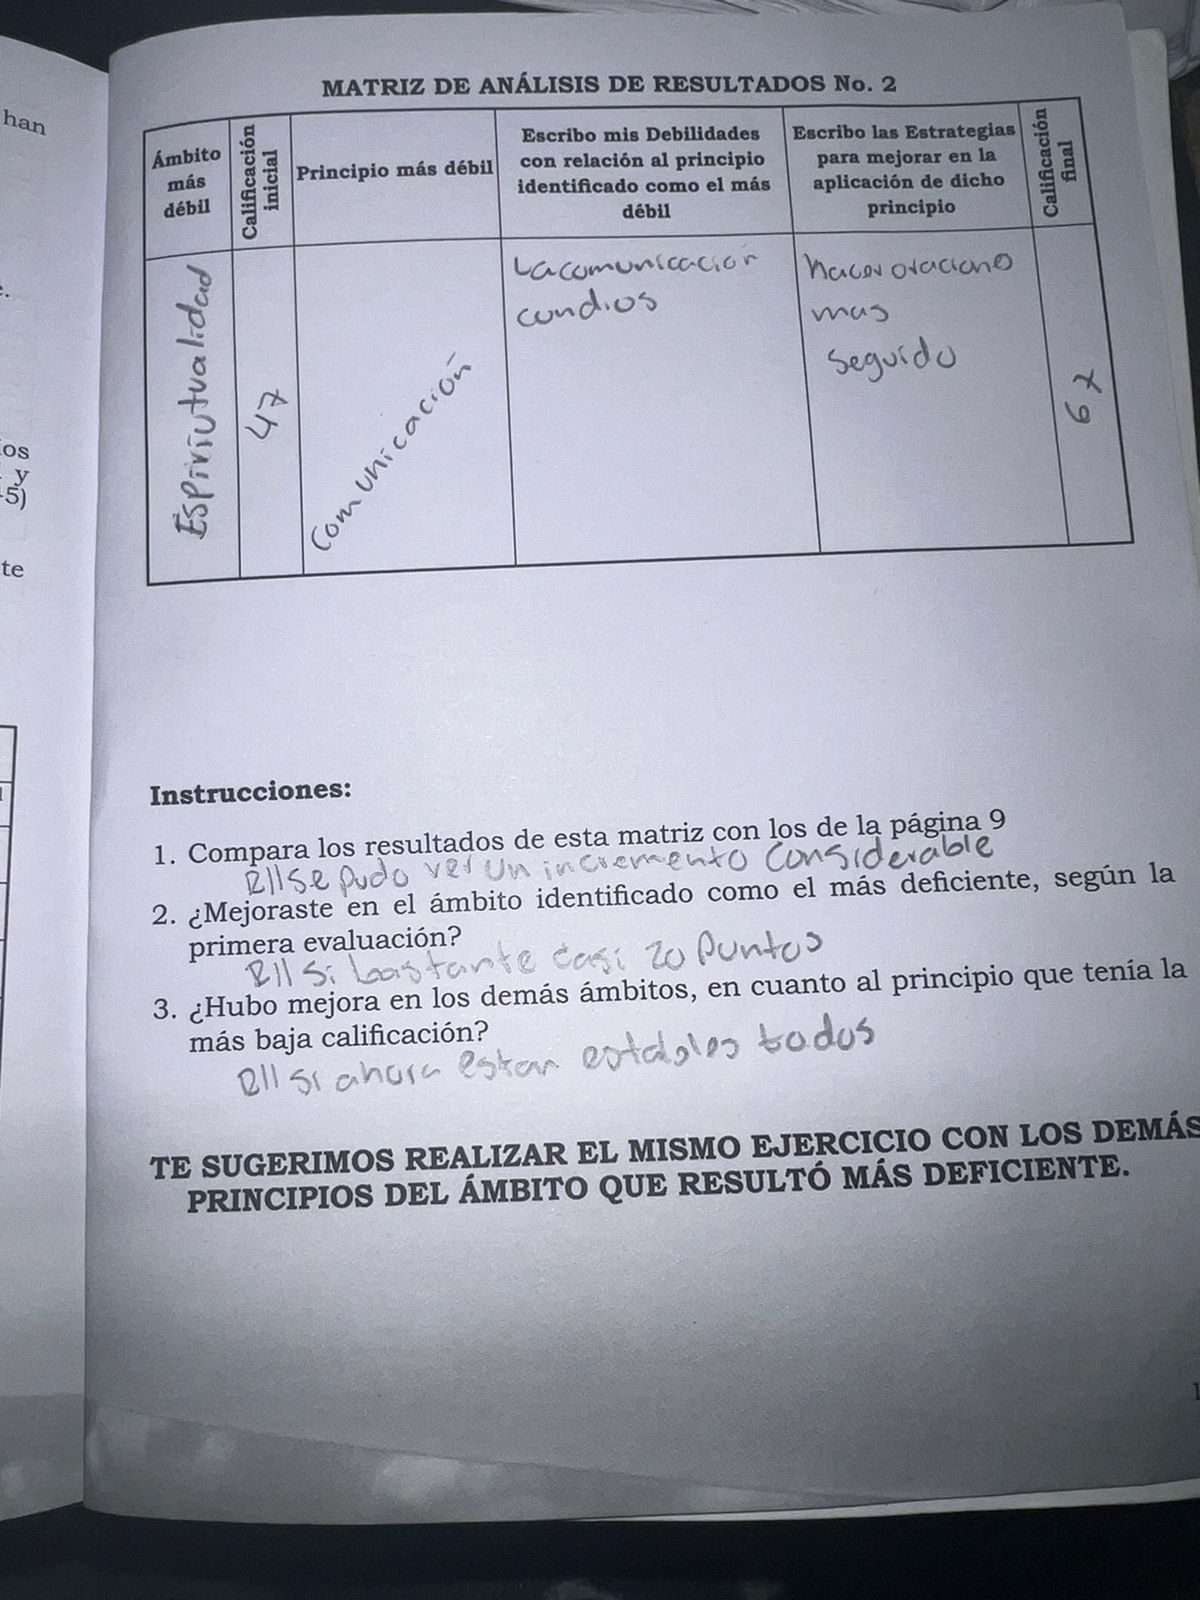 han
e.
os
y
-5)
te
MATRIZ DE ANÁLISIS DE RESULTADOS No. 2
Ámbito más débil
Calificación inicial
Principio más débil
Escribo mis Debilidades con relación al principio identificado como el más débil
Escribo las Estrategias para mejorar en la aplicación de dicho principio
Calificación final
Espiritualidad
47
Comunicación
La comunicacion
con dios
hacer oracione
mas
seguido
67
Instrucciones:
1. Compara los resultados de esta matriz con los de la página 9
R// se pudo ver un incremento considerable
2. ¿Mejoraste en el ámbito identificado como el más deficiente, según la
primera evaluación?
R// si bastante casi 20 puntos
3. ¿Hubo mejora en los demás ámbitos, en cuanto al principio que tenía la
más baja calificación?
R// si ahora estan estables todos
TE SUGERIMOS REALIZAR EL MISMO EJERCICIO CON LOS DEMÁS
PRINCIPIOS DEL ÁMBITO QUE RESULTÓ MÁS DEFICIENTE.